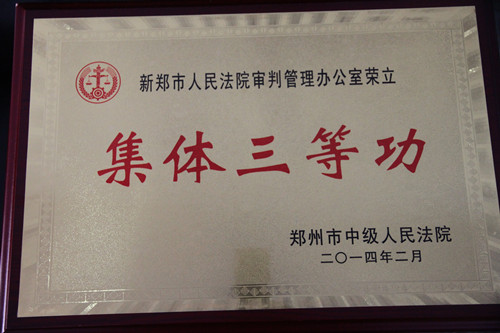 新郑市人民法院审判管理办公室荣立
集体三等功
郑州市中级人民法院
二〇一四年二月